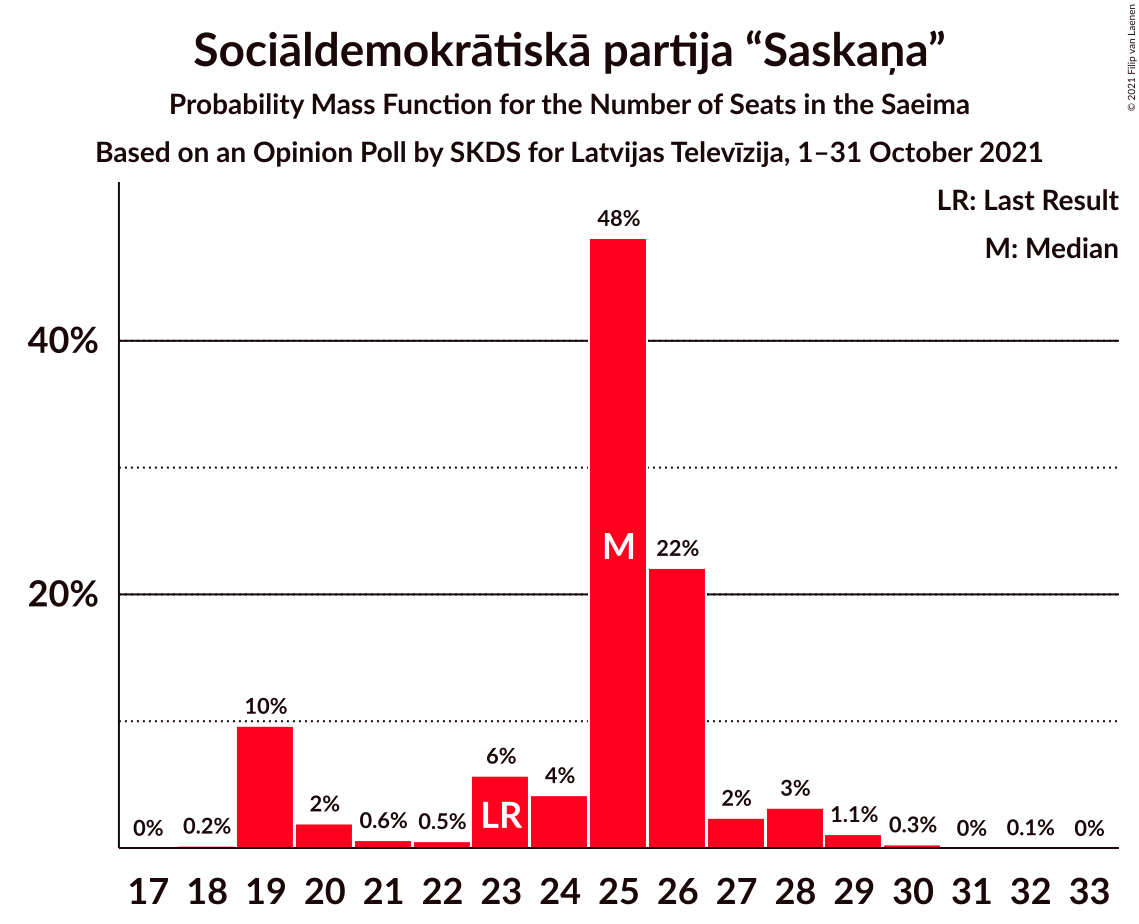 Sociāldemokrātiskā partija “Saskaņa”
Probability Mass Function for the Number of Seats in the Saeima
Based on an Opinion Poll by SKDS for Latvijas Televīzija, 1–31 October 2021
© 2021 Filip van Laenen
LR: Last Result
M: Median
48%
40%
M
22%
20%
10%
6%
4%
3%
2%
2%
1.1%
LR
0%
0.2%
0.6%
0.5%
0.3%
0%
0.1%
0%
17 18 19 20 21 22 23 24 25 26 27 28 29 30 31 32 33